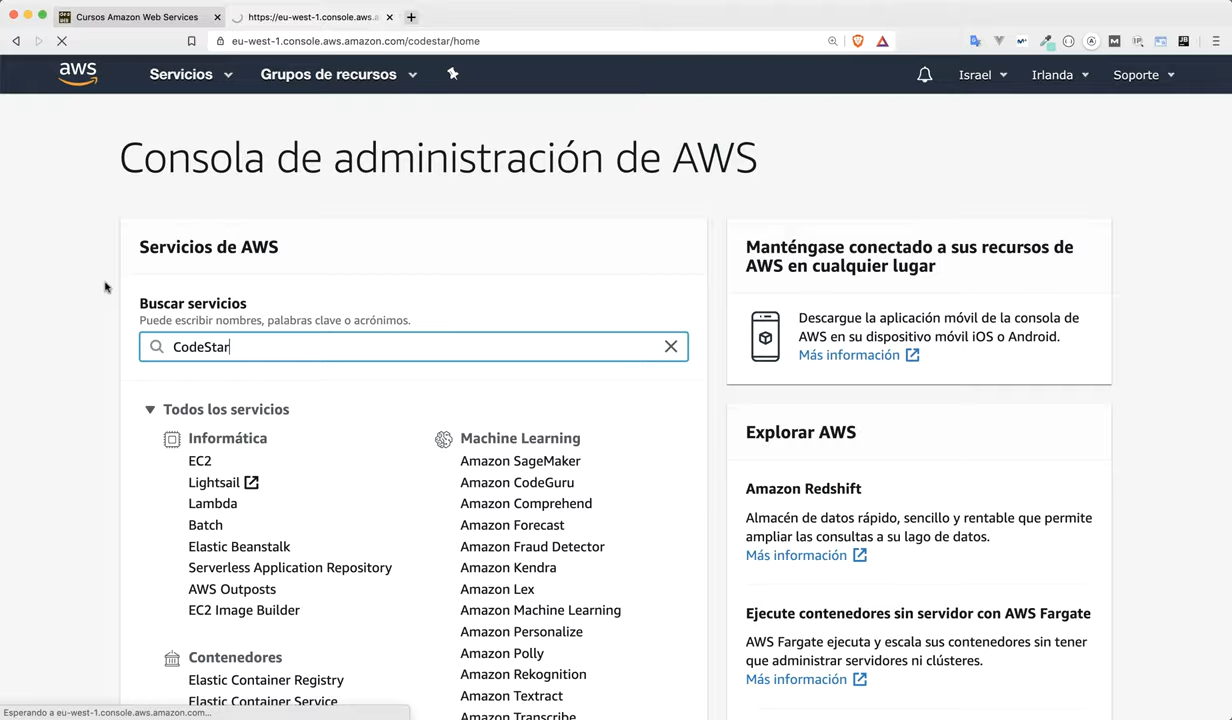 Cursos Amazon Web Services
https://eu-west-1.console.aws.a
eu-west-1.console.aws.amazon.com/codestar/home
aws
Servicios
Grupos de recursos
Israel
Irlanda
Soporte
Consola de administración de AWS
Servicios de AWS
Buscar servicios
Puede escribir nombres, palabras clave o acrónimos.
CodeStar
Todos los servicios
Informática
EC2
Lightsail
Lambda
Batch
Elastic Beanstalk
Serverless Application Repository
AWS Outposts
EC2 Image Builder
Contenedores
Elastic Container Registry
Elastic Container Service
Machine Learning
Amazon SageMaker
Amazon CodeGuru
Amazon Comprehend
Amazon Forecast
Amazon Fraud Detector
Amazon Kendra
Amazon Lex
Amazon Machine Learning
Amazon Personalize
Amazon Polly
Amazon Rekognition
Amazon Textract
Amazon Transcribe
Manténgase conectado a sus recursos de
AWS en cualquier lugar
Descargue la aplicación móvil de la consola de
AWS en su dispositivo móvil iOS o Android.
Más información
Explorar AWS
Amazon Redshift
Almacén de datos rápido, sencillo y rentable que permite
ampliar las consultas a su lago de datos.
Más información
Ejecute contenedores sin servidor con AWS Fargate
AWS Fargate ejecuta y escala sus contenedores sin tener
que administrar servidores ni clústeres.
Más información
Esperando a eu-west-1.console.aws.amazon.com...